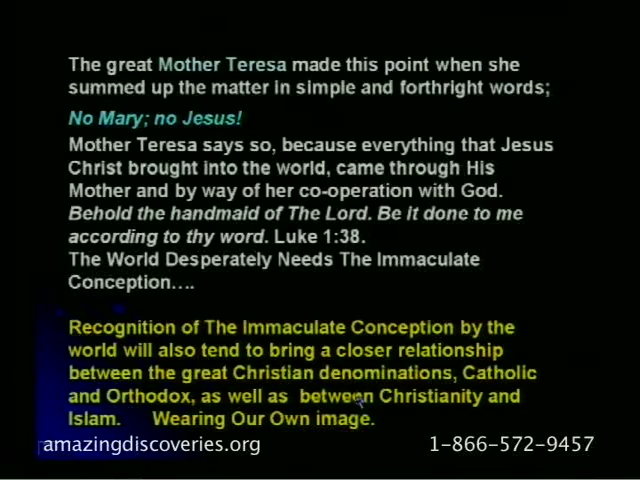 The great Mother Teresa made this point when she
summed up the matter in simple and forthright words;
No Mary; no Jesus!
Mother Teresa says so, because everything that Jesus
Christ brought into the world, came through His
Mother and by way of her co-operation with God.
Behold the handmaid of The Lord. Be it done to me
according to thy word. Luke 1:38.
The World Desperately Needs The Immaculate
Conception....
Recognition of The Immaculate Conception by the
world will also tend to bring a closer relationship
between the great Christian denominations, Catholic
and Orthodox, as well as between Christianity and
Islam. Wearing Our Own image.
amazingdiscoveries.org 1-866-572-9457